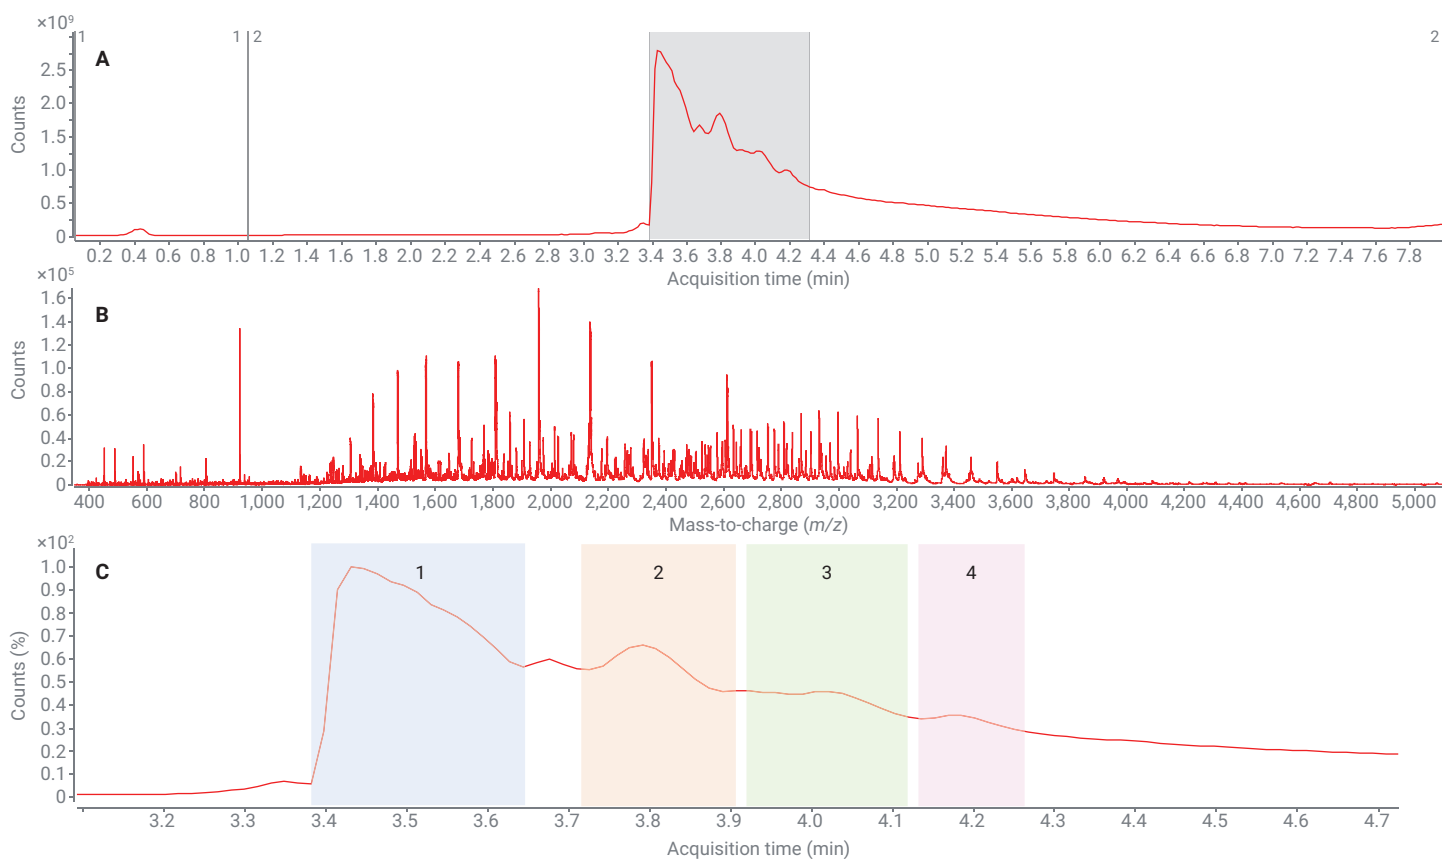 ×10⁹
1 1 2 2
A
2.5
2.0
1.5
1.0
0.5
0
Counts
0.2 0.4 0.6 0.8 1.0 1.2 1.4 1.6 1.8 2.0 2.2 2.4 2.6 2.8 3.0 3.2 3.4 3.6 3.8 4.0 4.2 4.4 4.6 4.8 5.0 5.2 5.4 5.6 5.8 6.0 6.2 6.4 6.6 6.8 7.0 7.2 7.4 7.6 7.8
Acquisition time (min)
×10⁵
B
1.6
1.4
1.2
1.0
0.8
0.6
0.4
0.2
0
Counts
400 600 800 1,000 1,200 1,400 1,600 1,800 2,000 2,200 2,400 2,600 2,800 3,000 3,200 3,400 3,600 3,800 4,000 4,200 4,400 4,600 4,800 5,000
Mass-to-charge (m/z)
×10²
C
1 2 3 4
1.0
0.9
0.8
0.7
0.6
0.5
0.4
0.3
0.2
0.1
0
Counts (%)
3.2 3.3 3.4 3.5 3.6 3.7 3.8 3.9 4.0 4.1 4.2 4.3 4.4 4.5 4.6 4.7
Acquisition time (min)